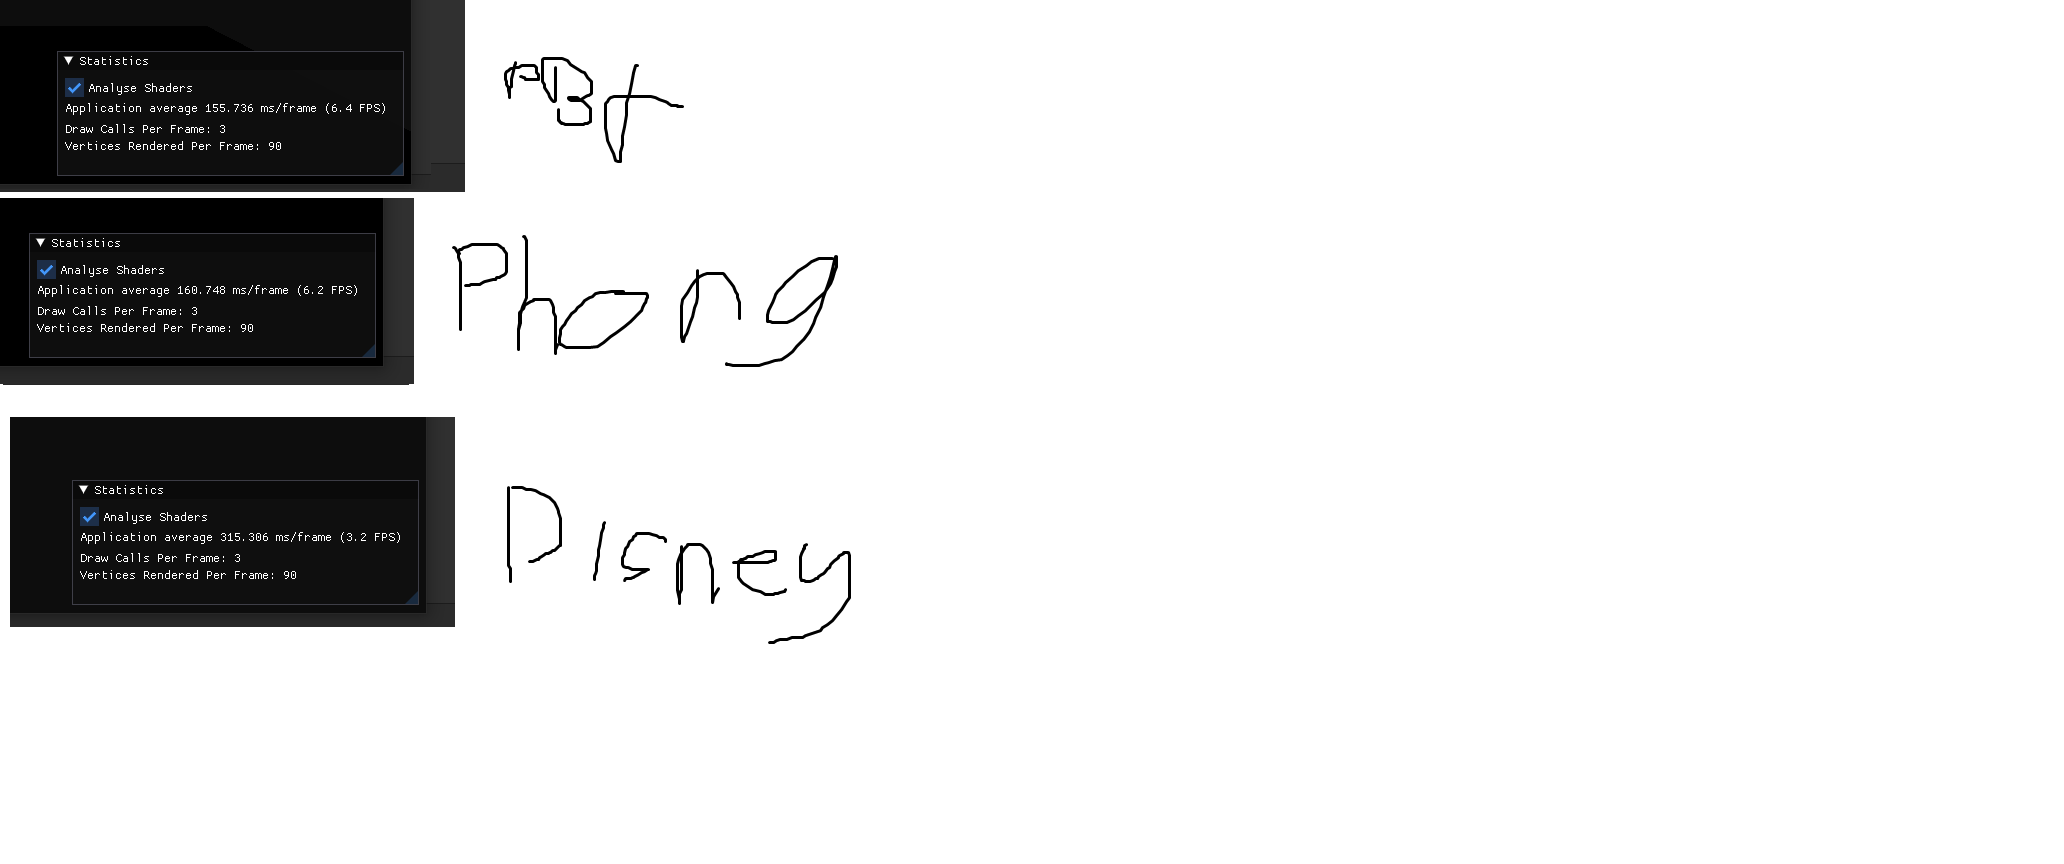 Statistics
Analyse Shaders
Application average 155.736 ms/frame (6.4 FPS)
Draw Calls Per Frame: 3
Vertices Rendered Per Frame: 90
Statistics
Analyse Shaders
Application average 160.748 ms/frame (6.2 FPS)
Draw Calls Per Frame: 3
Vertices Rendered Per Frame: 90
Phong
Statistics
Analyse Shaders
Application average 315.306 ms/frame (3.2 FPS)
Draw Calls Per Frame: 3
Vertices Rendered Per Frame: 90
Disney